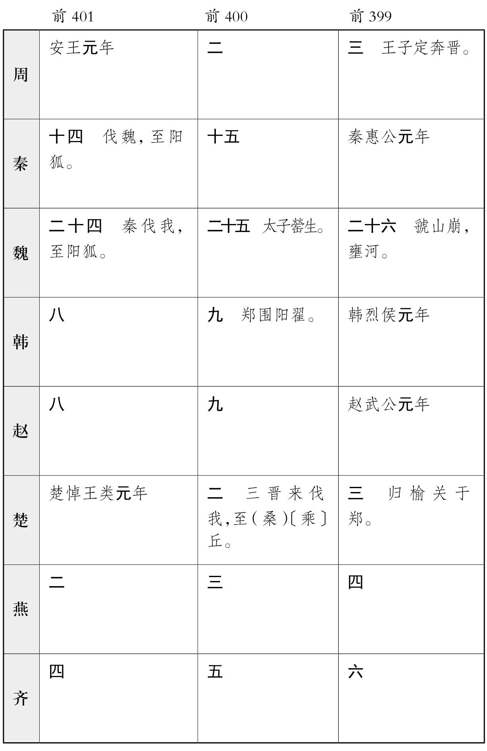 前 401 前 400 前 399
周 安王元年 二 三 王子定奔晋。
秦 十四 伐魏，至阳 十五 秦惠公元年
狐。
魏 二十四 秦伐我， 二十五 太子罃生。 二十六 虢山崩，
至阳狐。 壅河。
韩 八 九 郑围阳翟。 韩烈侯元年
赵 八 九 赵武公元年
楚 楚悼王类元年 二 三晋来伐 三 归榆关于
我，至(桑)〔乘〕 郑。
丘。
燕 二 三 四
齐 四 五 六